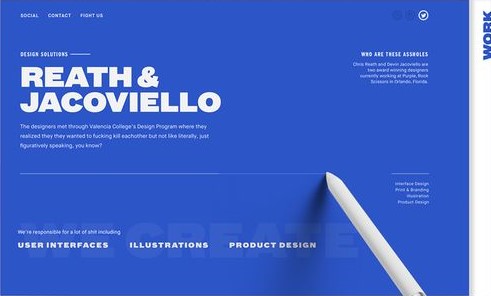 SOCIAL CONTACT FIGHT US
DESIGN SOLUTIONS
REATH &
JACOVIELLO
The designers met through Valencia College's Design Program where they
realized they they wanted to fucking kill eachother but not like literally, just
figuratively speaking, you know?
WHO ARE THESE ASSHOLES
Chris Reath and Devin Jacoviello are
two award winning designers
currently working at Purple, Rock
Scissors in Orlando, Florida.
WORK
Interface Design
Print & Branding
Illustration
Product Design
WE CREATE
We're responsible for a lot of shit including
USER INTERFACES ILLUSTRATIONS PRODUCT DESIGN